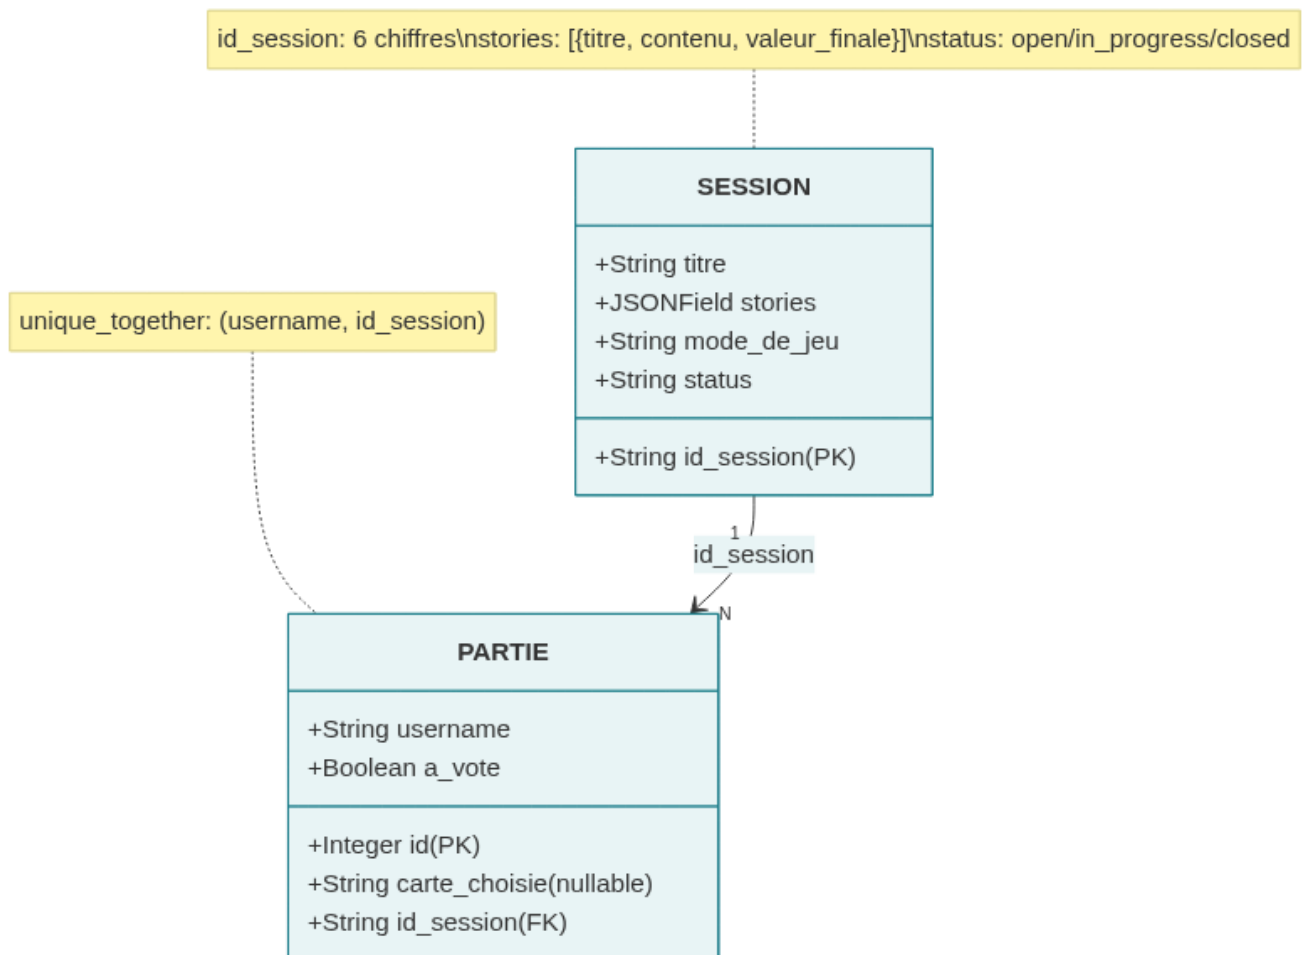 id_session: 6 chiffres\nstories: [{titre, contenu, valeur_finale}]\nstatus: open/in_progress/closed
SESSION
+String titre
+JSONField stories
+String mode_de_jeu
+String status
+String id_session(PK)
unique_together: (username, id_session)
1
id_session
N
PARTIE
+String username
+Boolean a_vote
+Integer id(PK)
+String carte_choisie(nullable)
+String id_session(FK)